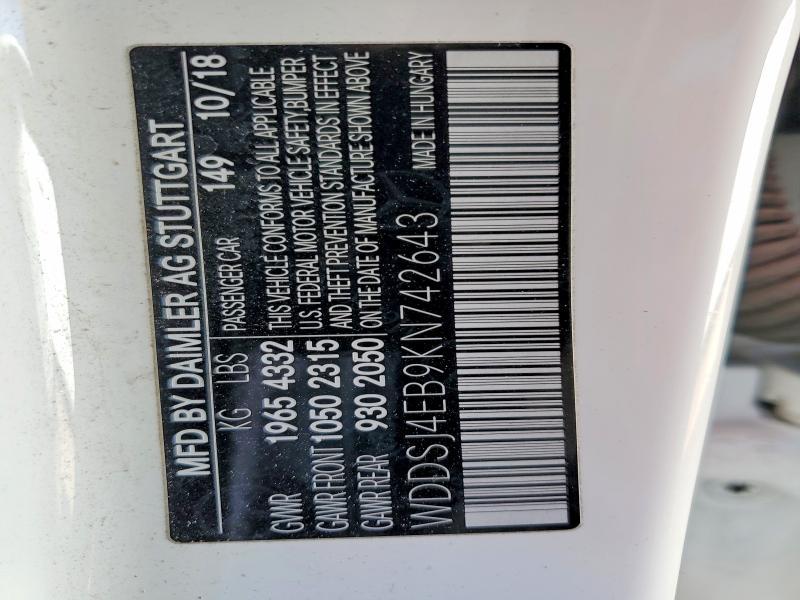 MFD BY DAIMLER AG STUTTGART
KG LBS PASSENGER CAR 149 10/18
GVWR 1965 4332 THIS VEHICLE CONFORMS TO ALL APPLICABLE
GAWR FRONT 1050 2315 U.S. FEDERAL MOTOR VEHICLE SAFETY BUMPER
AND THEFT PREVENTION STANDARDS IN EFFECT
GAWR REAR 930 2050 ON THE DATE OF MANUFACTURE SHOWN ABOVE
WDDSJ4EB9KN742643 MADE IN HUNGARY